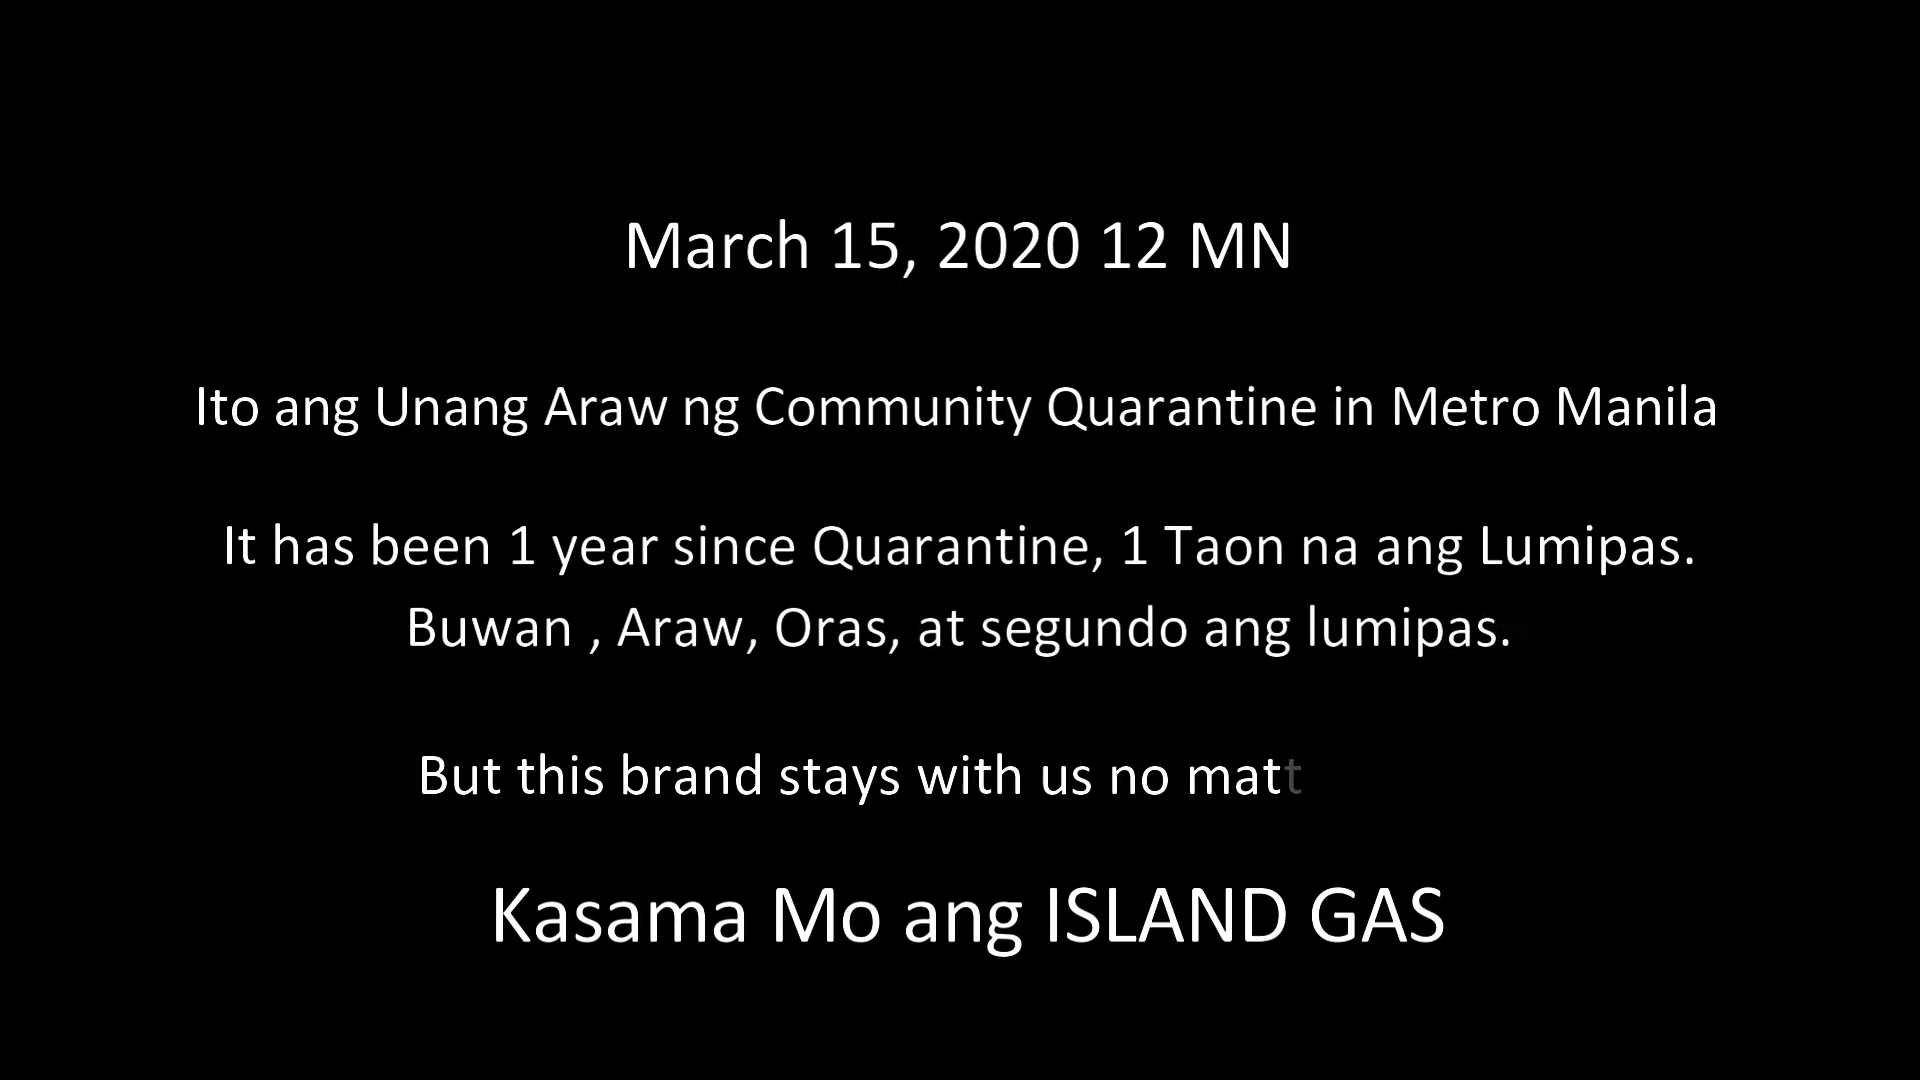 March 15, 2020 12 MN
Ito ang Unang Araw ng Community Quarantine in Metro Manila
It has been 1 year since Quarantine, 1 Taon na ang Lumipas.
Buwan , Araw, Oras, at segundo ang lumipas.
But this brand stays with us no matt
Kasama Mo ang ISLAND GAS